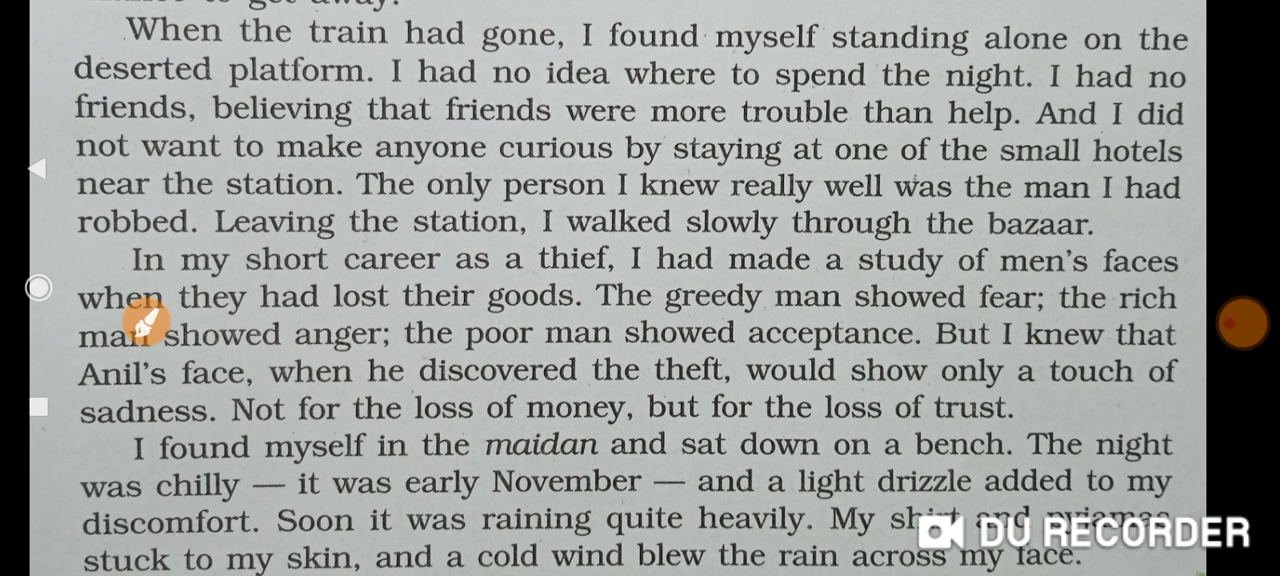 When the train had gone, I found myself standing alone on the
deserted platform. I had no idea where to spend the night. I had no
friends, believing that friends were more trouble than help. And I did
not want to make anyone curious by staying at one of the small hotels
near the station. The only person I knew really well was the man I had
robbed. Leaving the station, I walked slowly through the bazaar.
In my short career as a thief, I had made a study of men's faces
when they had lost their goods. The greedy man showed fear; the rich
man showed anger; the poor man showed acceptance. But I knew that
Anil's face, when he discovered the theft, would show only a touch of
sadness. Not for the loss of money, but for the loss of trust.
I found myself in the maidan and sat down on a bench. The night
was chilly — it was early November — and a light drizzle added to my
discomfort. Soon it was raining quite heavily. My shirt and pyjamas
stuck to my skin, and a cold wind blew the rain across my face.
DU RECORDER